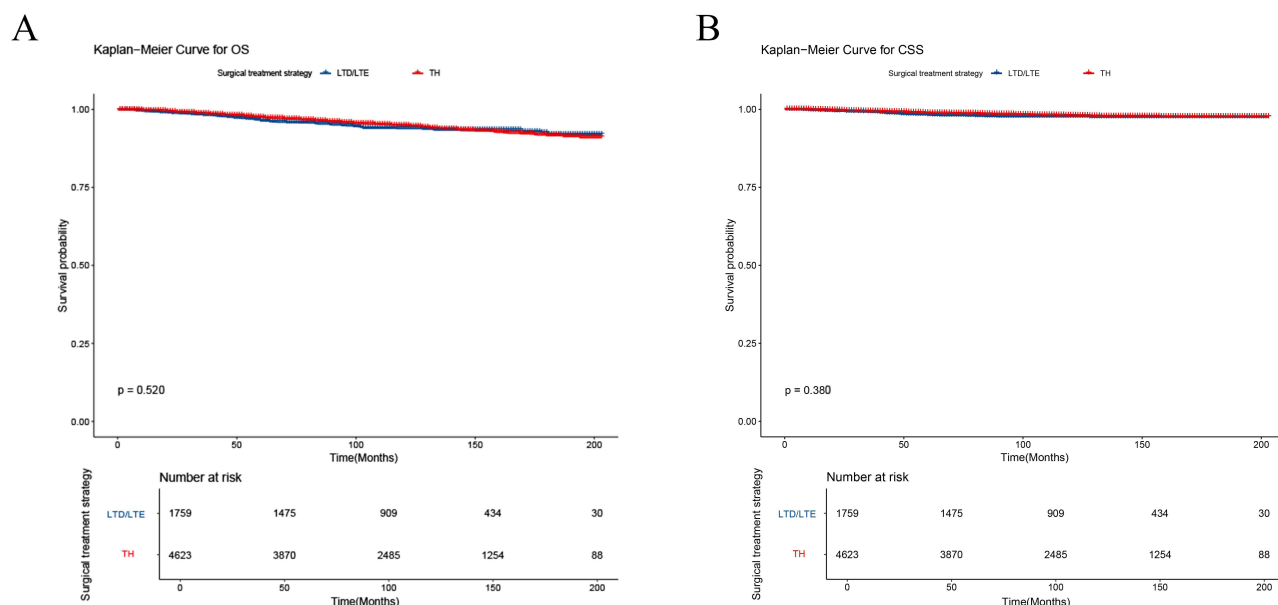 A
Kaplan−Meier Curve for OS
Surgical treatment strategy LTD/LTE TH
1.00
0.75
0.50
0.25
0.00
Survival probability
p = 0.520
0 50 100 150 200
Time(Months)
Number at risk
Surgical treatment strategy
LTD/LTE 1759 1475 909 434 30
TH 4623 3870 2485 1254 88
0 50 100 150 200
Time(Months)
B
Kaplan−Meier Curve for CSS
Surgical treatment strategy LTD/LTE TH
1.00
0.75
0.50
0.25
0.00
Survival probability
p = 0.380
0 50 100 150 200
Time(Months)
Number at risk
Surgical treatment strategy
LTD/LTE 1759 1475 909 434 30
TH 4623 3870 2485 1254 88
0 50 100 150 200
Time(Months)